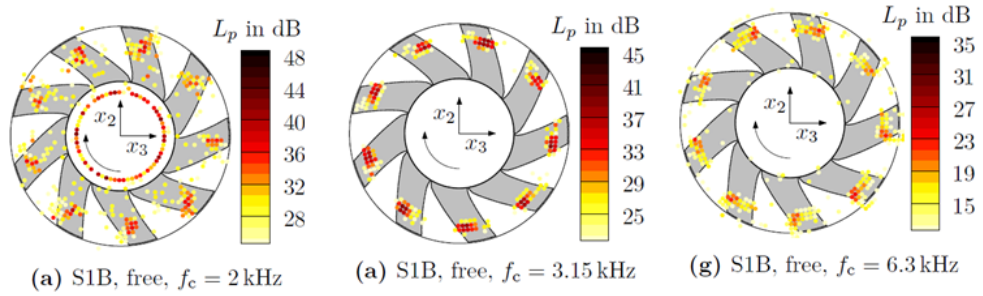 L_p in dB
48
44
40
36
32
28
x_2
x_3
(a) S1B, free, f_c = 2 kHz
L_p in dB
45
41
37
33
29
25
x_2
x_3
(a) S1B, free, f_c = 3.15 kHz
L_p in dB
35
31
27
23
19
15
x_2
x_3
(g) S1B, free, f_c = 6.3 kHz